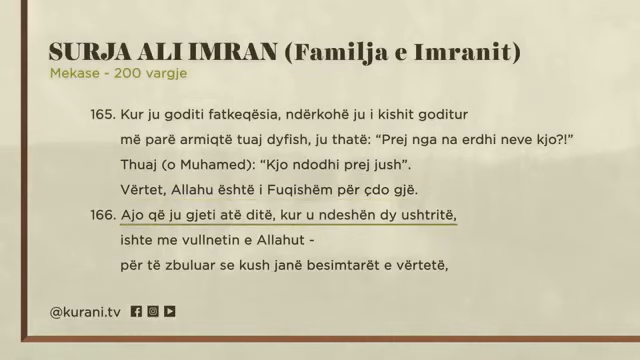 SURJA ALI IMRAN (Familja e Imranit)
Mekase - 200 vargje
165. Kur ju goditi fatkeqësia, ndërkohë ju i kishit goditur
më parë armiqtë tuaj dyfish, ju thatë: “Prej nga na erdhi neve kjo?!”
Thuaj (o Muhamed): “Kjo ndodhi prej jush”.
Vërtet, Allahu është i Fuqishëm për çdo gjë.
166. Ajo që ju gjeti atë ditë, kur u ndeshën dy ushtritë,
ishte me vullnetin e Allahut -
për të zbuluar se kush janë besimtarët e vërtetë,
@kurani.tv